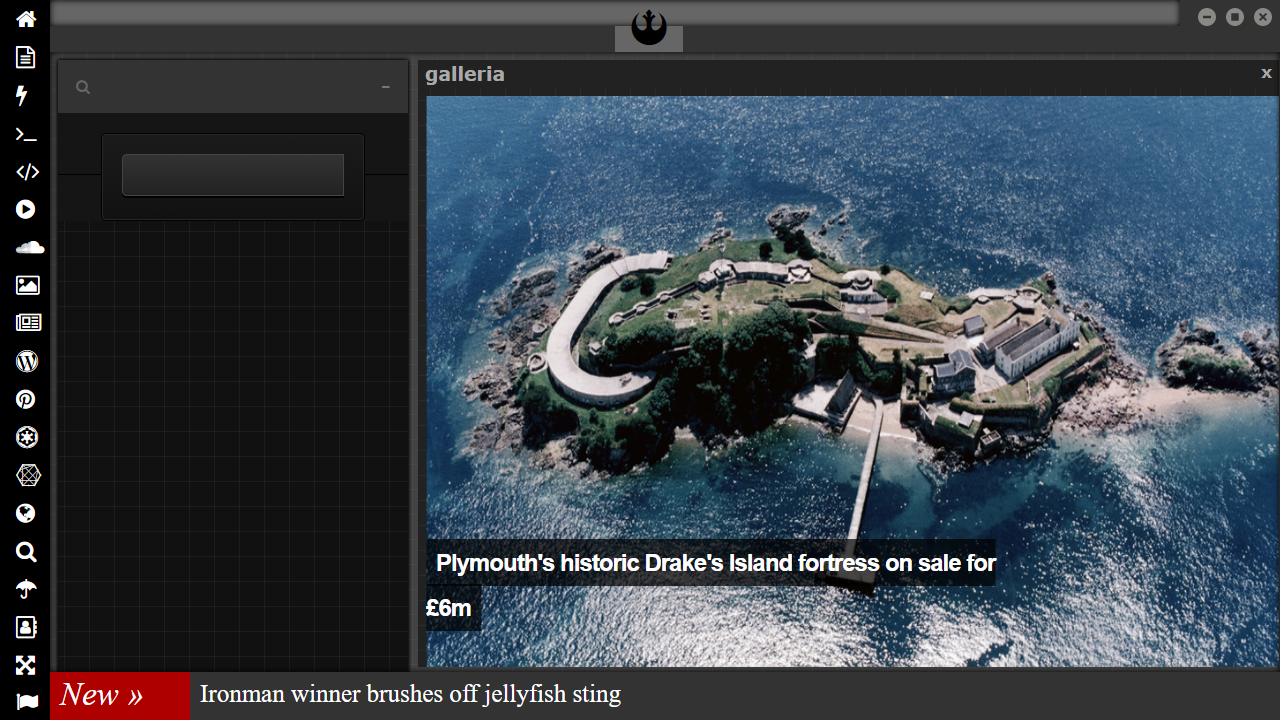 galleria
x
Plymouth's historic Drake's Island fortress on sale for
£6m
New »
Ironman winner brushes off jellyfish sting